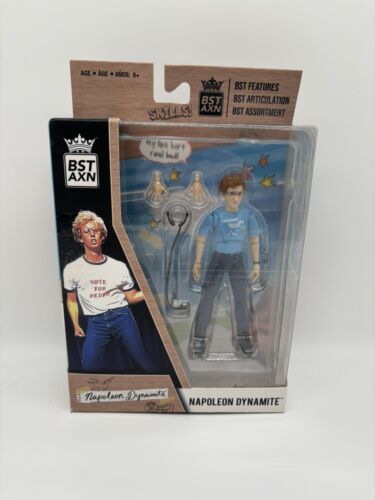 AGE • ÂGE • AÑOS: 8+
SKILLS!
BST
AXN
BST FEATURES
BST ARTICULATION
BST ASSORTMENT
my lips hurt
real bad!
BST
AXN
VOTE
FOR
PEDRO
Napoleon Dynamite
NAPOLEON DYNAMITE™